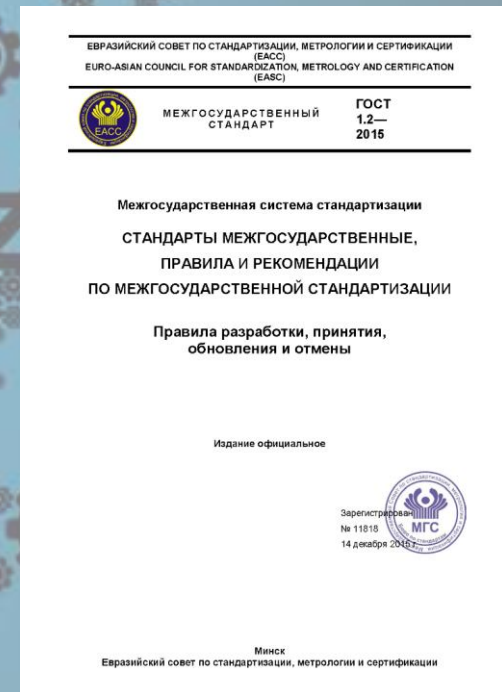 ЕВРАЗИЙСКИЙ СОВЕТ ПО СТАНДАРТИЗАЦИИ, МЕТРОЛОГИИ И СЕРТИФИКАЦИИ
(ЕАСС)
EURO-ASIAN COUNCIL FOR STANDARDIZATION, METROLOGY AND CERTIFICATION
(EASC)
ЕАСС
МЕЖГОСУДАРСТВЕННЫЙ
СТАНДАРТ
ГОСТ
1.2—
2015
Межгосударственная система стандартизации
СТАНДАРТЫ МЕЖГОСУДАРСТВЕННЫЕ,
ПРАВИЛА И РЕКОМЕНДАЦИИ
ПО МЕЖГОСУДАРСТВЕННОЙ СТАНДАРТИЗАЦИИ
Правила разработки, принятия,
обновления и отмены
Издание официальное
Зарегистрирован
№ 11818
14 декабря 2015 г.
МГС
Минск
Евразийский совет по стандартизации, метрологии и сертификации